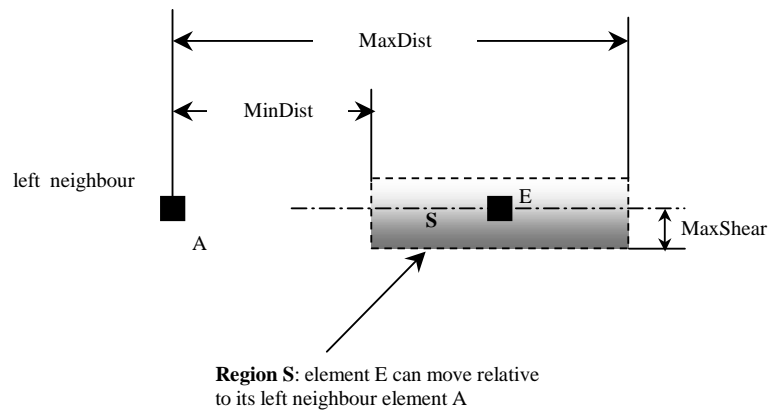 MaxDist
MinDist
left neighbour
E
S
A
MaxShear
Region S: element E can move relative
to its left neighbour element A